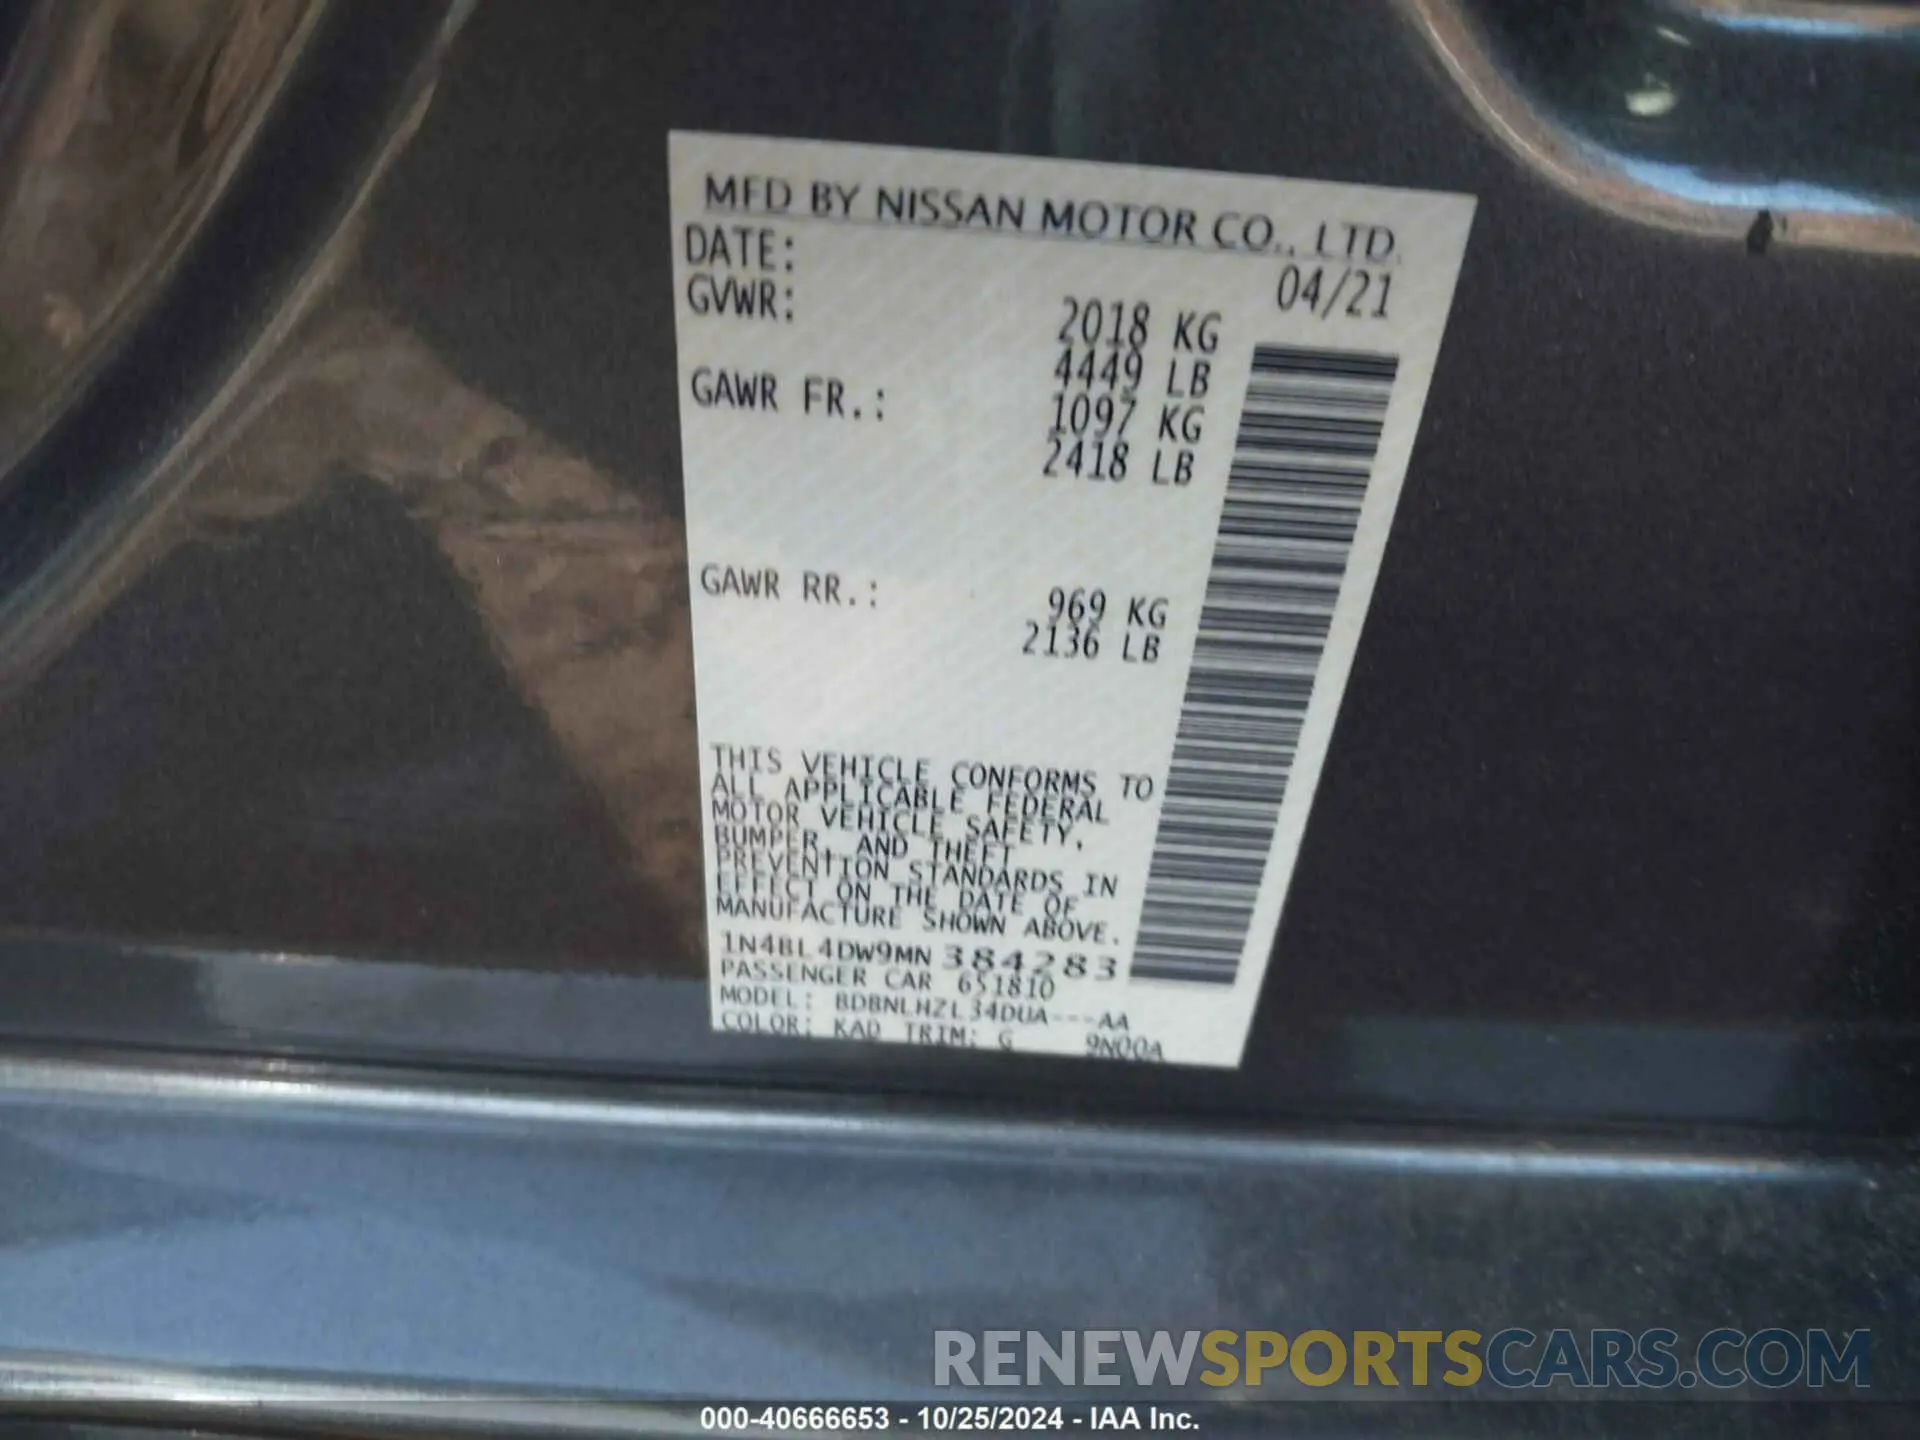 MFD BY NISSAN MOTOR CO., LTD.
DATE: 04/21
GVWR: 2018 KG
4449 LB
GAWR FR.: 1097 KG
2418 LB
GAWR RR.: 969 KG
2136 LB
THIS VEHICLE CONFORMS TO
ALL APPLICABLE FEDERAL
MOTOR VEHICLE SAFETY,
BUMPER, AND THEFT
PREVENTION STANDARDS IN
EFFECT ON THE DATE OF
MANUFACTURE SHOWN ABOVE.
1N4BL4DW9MN384283
PASSENGER CAR 651810
MODEL: BDBNLHZL34DUA---AA
COLOR: KAD TRIM: G 9N00A
RENEWSPORTSCARS.COM
000-40666653 - 10/25/2024 - IAA Inc.